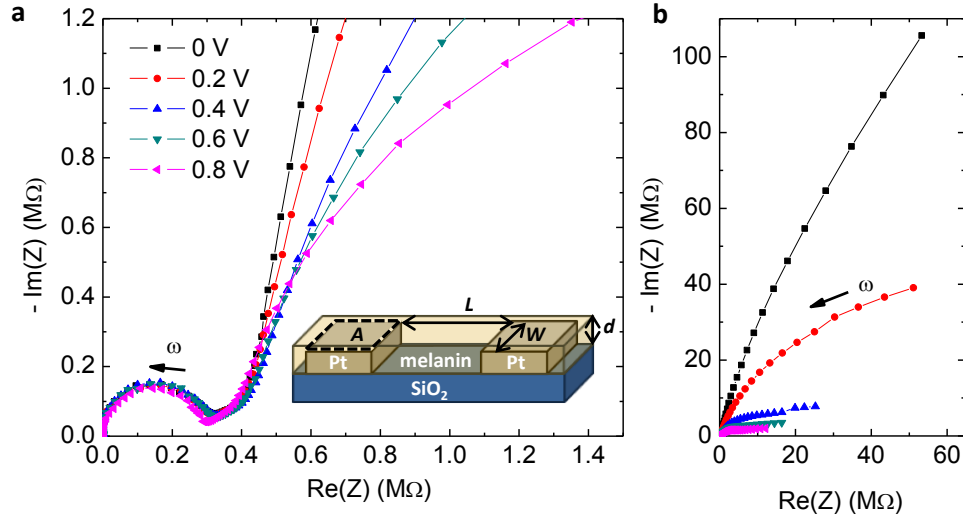 a
b
1.2
1.0
0.8
0.6
0.4
0.2
0.0
- Im(Z) (MΩ)
0 V
0.2 V
0.4 V
0.6 V
0.8 V
ω
A
L
W
d
Pt
melanin
Pt
SiO2
0.0 0.2 0.4 0.6 0.8 1.0 1.2 1.4
Re(Z) (MΩ)
100
80
60
40
20
0
- Im(Z) (MΩ)
ω
0 20 40 60
Re(Z) (MΩ)